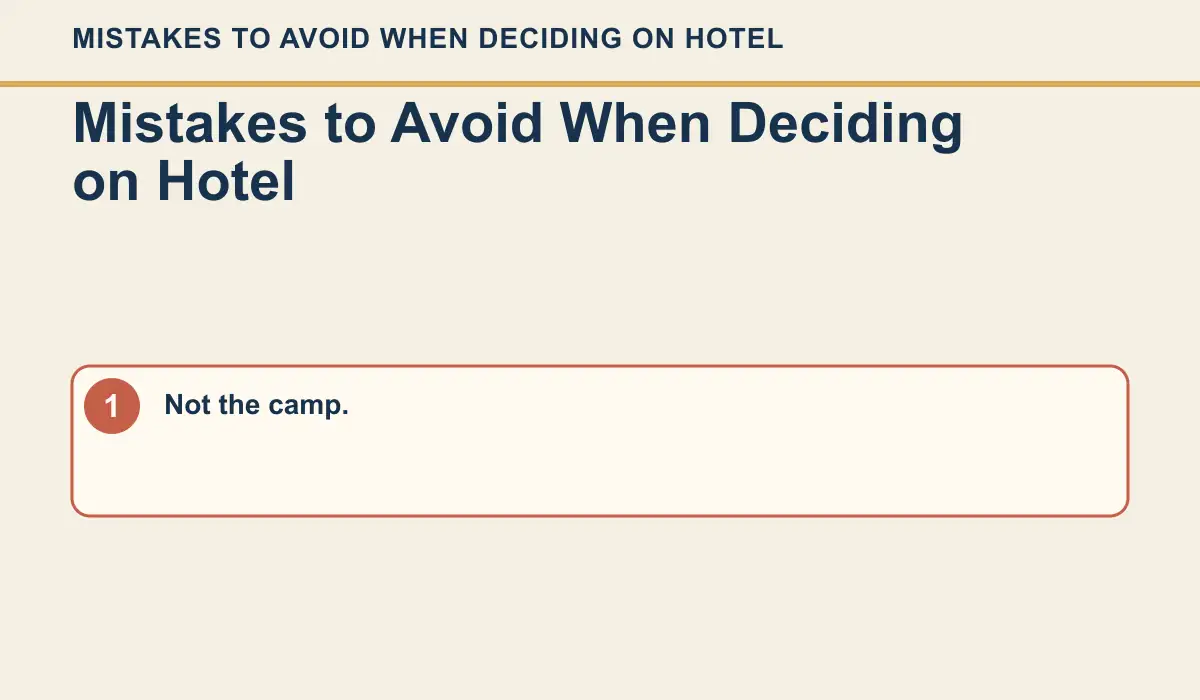 MISTAKES TO AVOID WHEN DECIDING ON HOTEL
Mistakes to Avoid When Deciding
on Hotel
1 Not the camp.